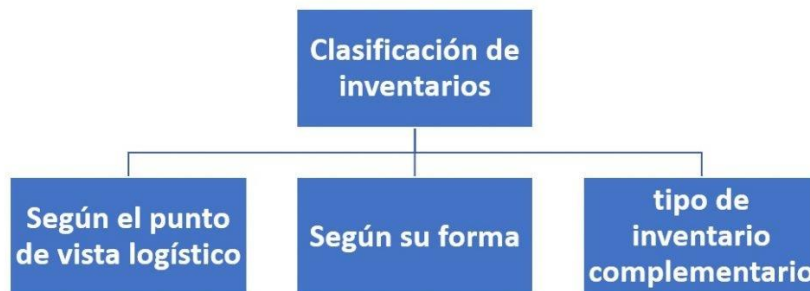 Clasificación de
inventarios
Según el punto
de vista logístico
Según su forma
tipo de
inventario
complementario